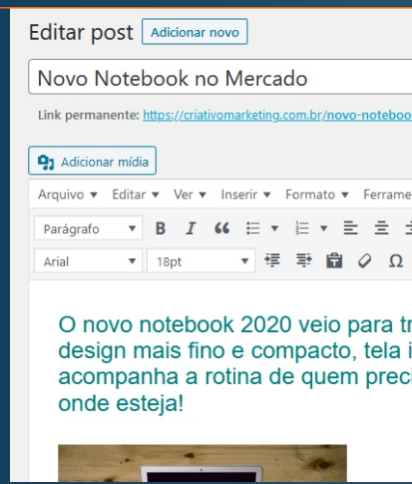 Editar post Adicionar novo
Novo Notebook no Mercado
Link permanente: https://criativomarketing.com.br/novo-noteboo
Adicionar mídia
Arquivo Editar Ver Inserir Formato Ferrame
Parágrafo B I
Arial 18pt Ω
O novo notebook 2020 veio para tr
design mais fino e compacto, tela i
acompanha a rotina de quem preci
onde esteja!